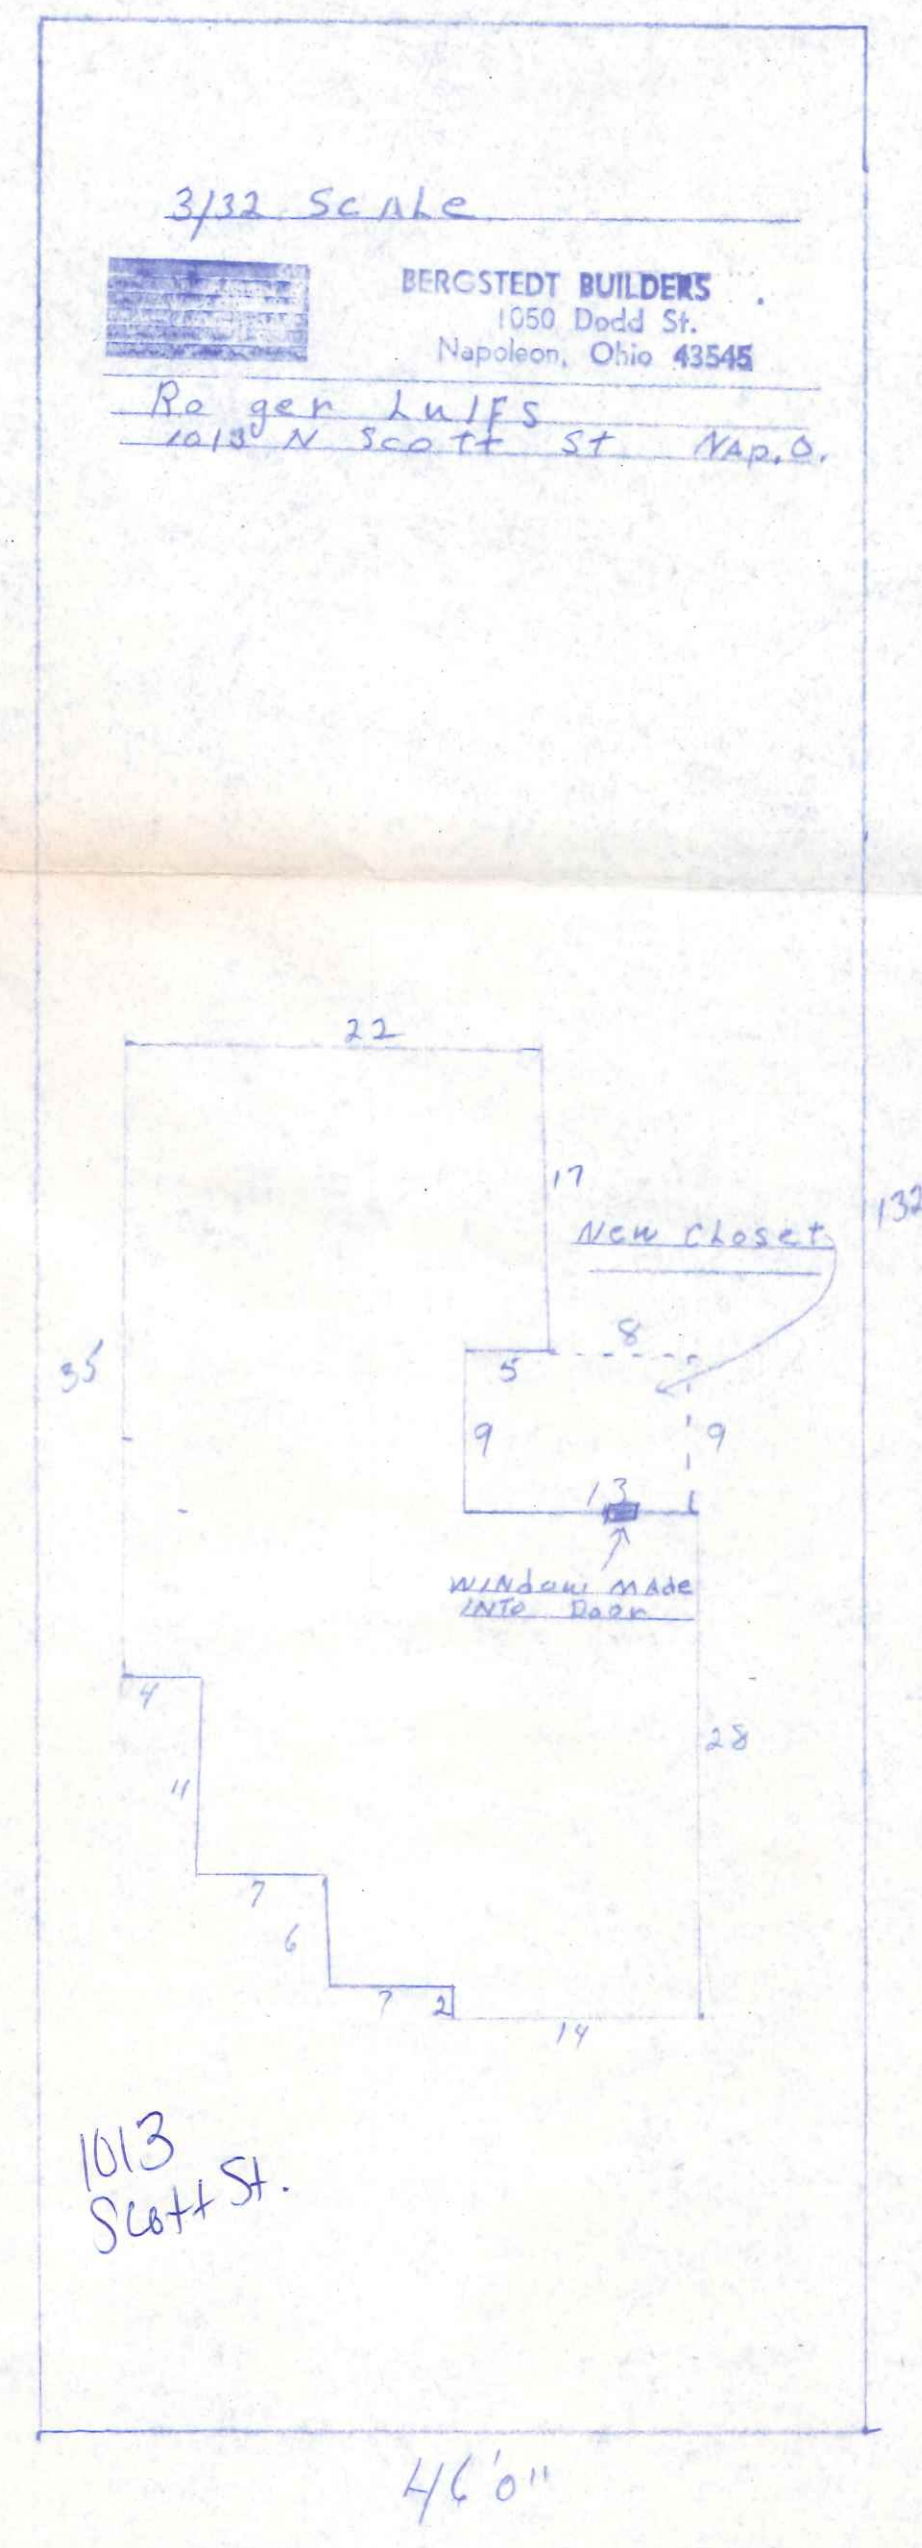 3/32 Scale
BERGSTEDT BUILDERS
1050 Dodd St.
Napoleon, Ohio 43545
Roger Lulfs
1013 N Scott St Nap.O.
22
17
132
New Closet
8
5
35
9
9
13
Window Made
Into Door
4
28
11
7
6
7
2
14
1013
Scott St.
46'0"